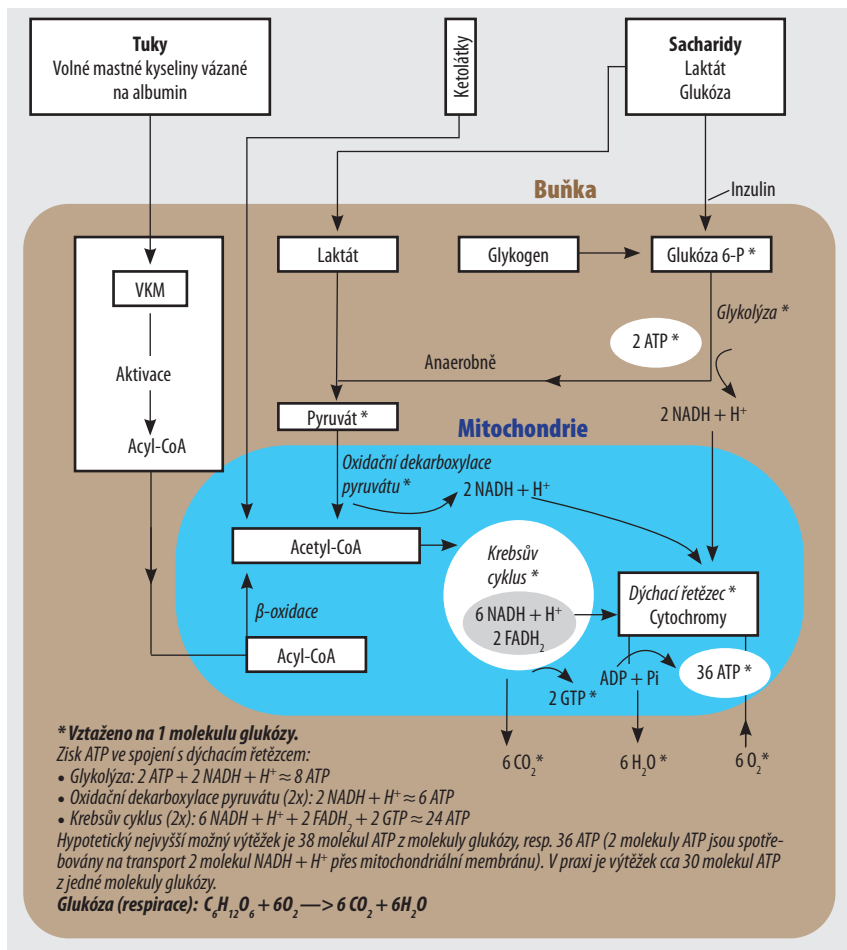 Tuky
Volné mastné kyseliny vázané
na albumin
Ketolátky
Sacharidy
Laktát
Glukóza
Inzulin
Buňka
Laktát
Glykogen
Glukóza 6-P *
VKM
Glykolýza *
2 ATP *
Aktivace
Anaerobně
2 NADH + H⁺
Pyruvát *
Acyl-CoA
Mitochondrie
Oxidační dekarboxylace
pyruvátu *
2 NADH + H⁺
Acetyl-CoA
Krebsův
cyklus *
6 NADH + H⁺
2 FADH₂
Dýchací řetězec *
Cytochromy
β-oxidace
Acyl-CoA
2 GTP *
ADP + Pi
36 ATP *
6 CO₂*
6 H₂O *
6 O₂*
* Vztaženo na 1 molekulu glukózy.
Zisk ATP ve spojení s dýchacím řetězcem:
• Glykolýza: 2 ATP + 2 NADH + H⁺ ≈ 8 ATP
• Oxidační dekarboxylace pyruvátu (2x): 2 NADH + H⁺ ≈ 6 ATP
• Krebsův cyklus (2x): 6 NADH + H⁺ + 2 FADH₂ + 2 GTP ≈ 24 ATP
Hypotetický nejvyšší možný výtěžek je 38 molekul ATP z molekuly glukózy, resp. 36 ATP (2 molekuly ATP jsou spotře-
bovány na transport 2 molekul NADH + H⁺ přes mitochondriální membránu). V praxi je výtěžek cca 30 molekul ATP
z jedné molekuly glukózy.
Glukóza (respirace): C₆H₁₂O₆ + 6O₂ —> 6 CO₂ + 6H₂O